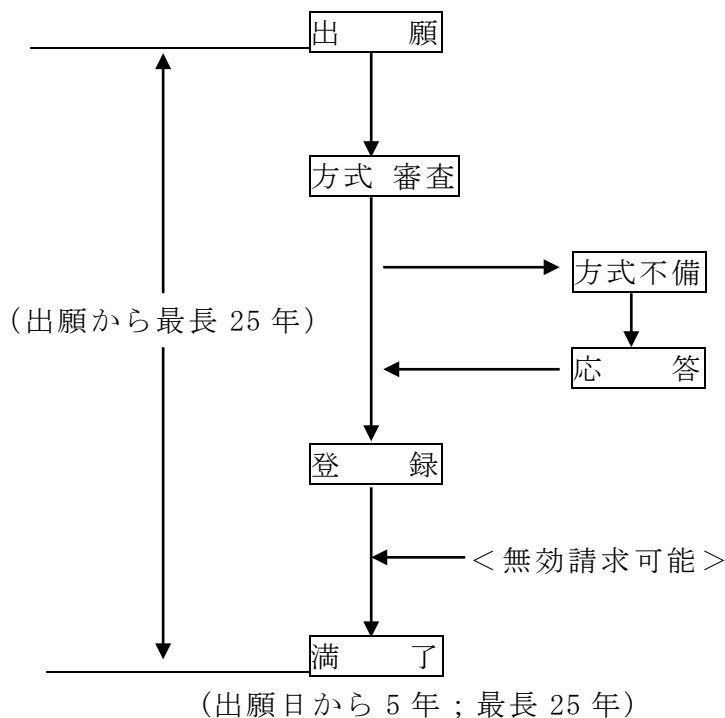 出　　願
方式 審査
方式不備
（出願から最長 25 年）
応　　答
登　　録
＜無効請求可能＞
満　　了
（出願日から 5 年；最長 25 年）